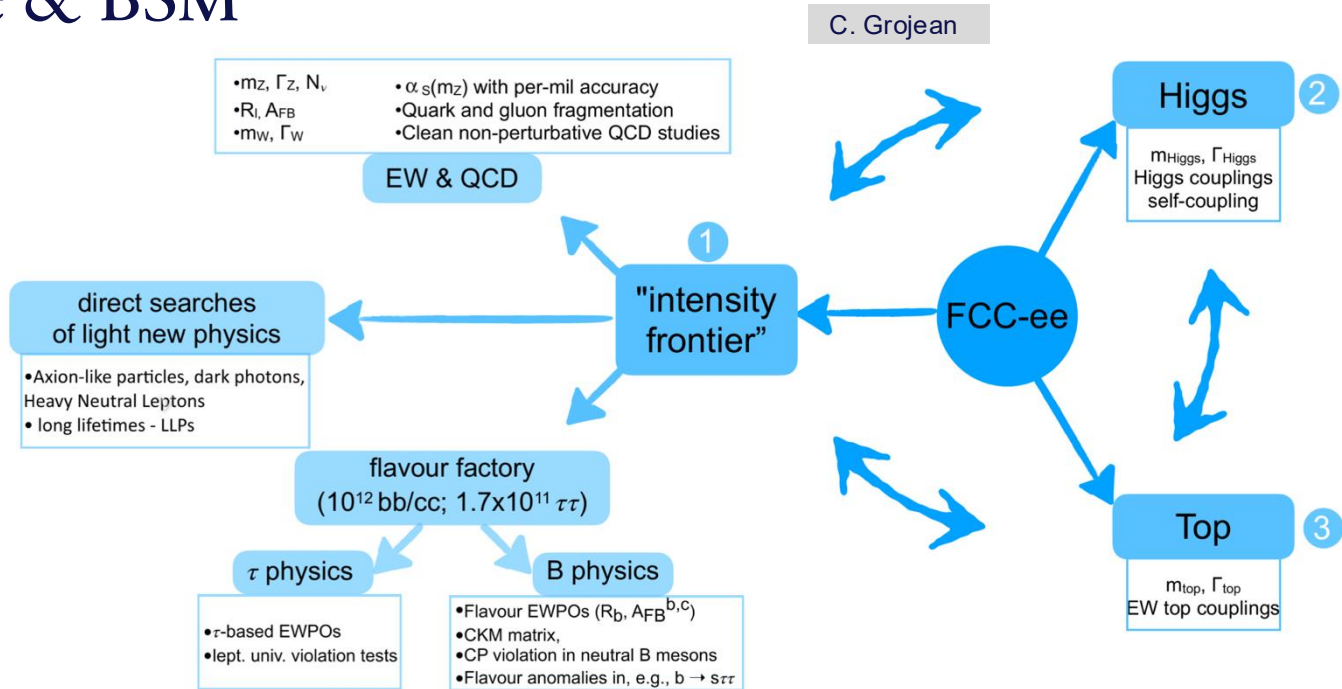 & BSM
C. Grojean
•mZ, ΓZ, Nν
•Rl, AFB
•mW, ΓW
•αS(mZ) with per-mil accuracy
•Quark and gluon fragmentation
•Clean non-perturbative QCD studies
EW & QCD
1
"intensity
frontier”
FCC-ee
Higgs
2
mHiggs, ΓHiggs
Higgs couplings
self-coupling
direct searches
of light new physics
•Axion-like particles, dark photons,
Heavy Neutral Leptons
• long lifetimes - LLPs
flavour factory
(10¹² bb/cc; 1.7x10¹¹ ττ)
τ physics
•τ-based EWPOs
•lept. univ. violation tests
B physics
•Flavour EWPOs (Rb, AFBb,c)
•CKM matrix,
•CP violation in neutral B mesons
•Flavour anomalies in, e.g., b → sττ
Top
3
mtop, Γtop
EW top couplings